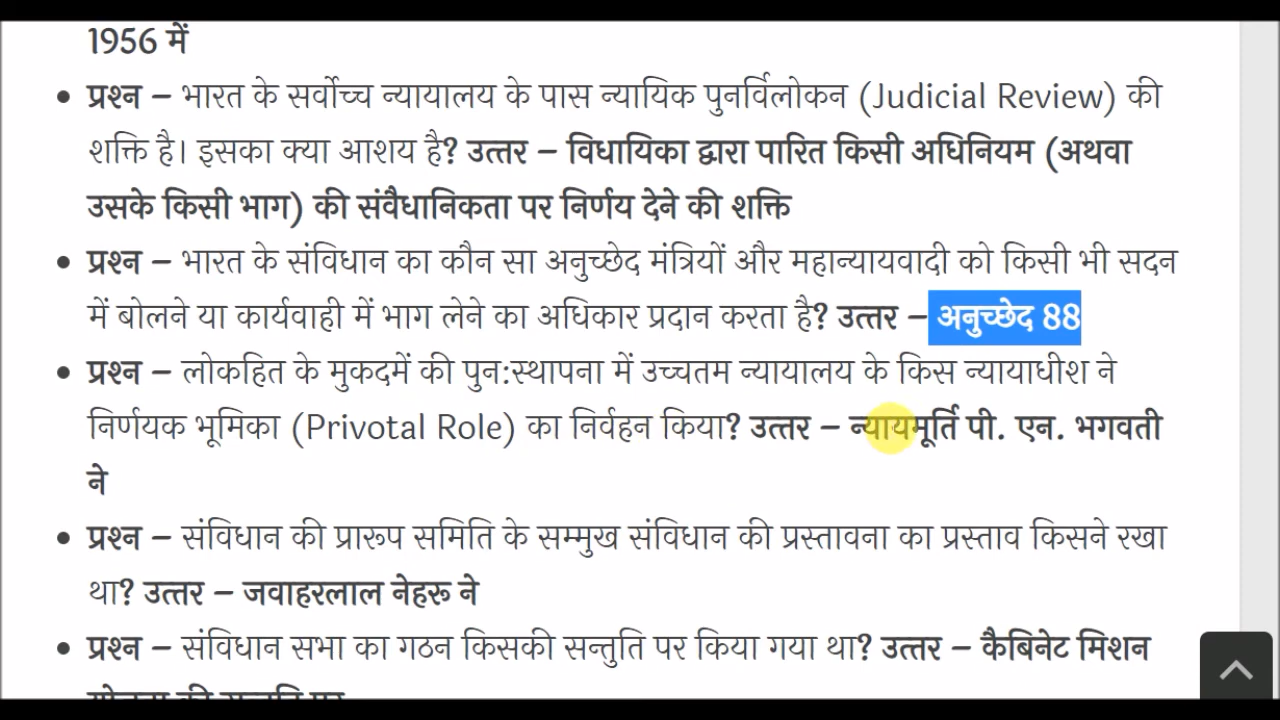 1956 में
• प्रश्न – भारत के सर्वोच्च न्यायालय के पास न्यायिक पुनर्विलोकन (Judicial Review) की
शक्ति है। इसका क्या आशय है? उत्तर – विधायिका द्वारा पारित किसी अधिनियम (अथवा
उसके किसी भाग) की संवैधानिकता पर निर्णय देने की शक्ति
• प्रश्न – भारत के संविधान का कौन सा अनुच्छेद मंत्रियों और महान्यायवादी को किसी भी सदन
में बोलने या कार्यवाही में भाग लेने का अधिकार प्रदान करता है? उत्तर – अनुच्छेद 88
• प्रश्न – लोकहित के मुकदमें की पुन:स्थापना में उच्चतम न्यायालय के किस न्यायाधीश ने
निर्णयक भूमिका (Privotal Role) का निर्वहन किया? उत्तर – न्यायमूर्ति पी. एन. भगवती
ने
• प्रश्न – संविधान की प्रारूप समिति के सम्मुख संविधान की प्रस्तावना का प्रस्ताव किसने रखा
था? उत्तर – जवाहरलाल नेहरू ने
• प्रश्न – संविधान सभा का गठन किसकी सन्तुति पर किया गया था? उत्तर – कैबिनेट मिशन